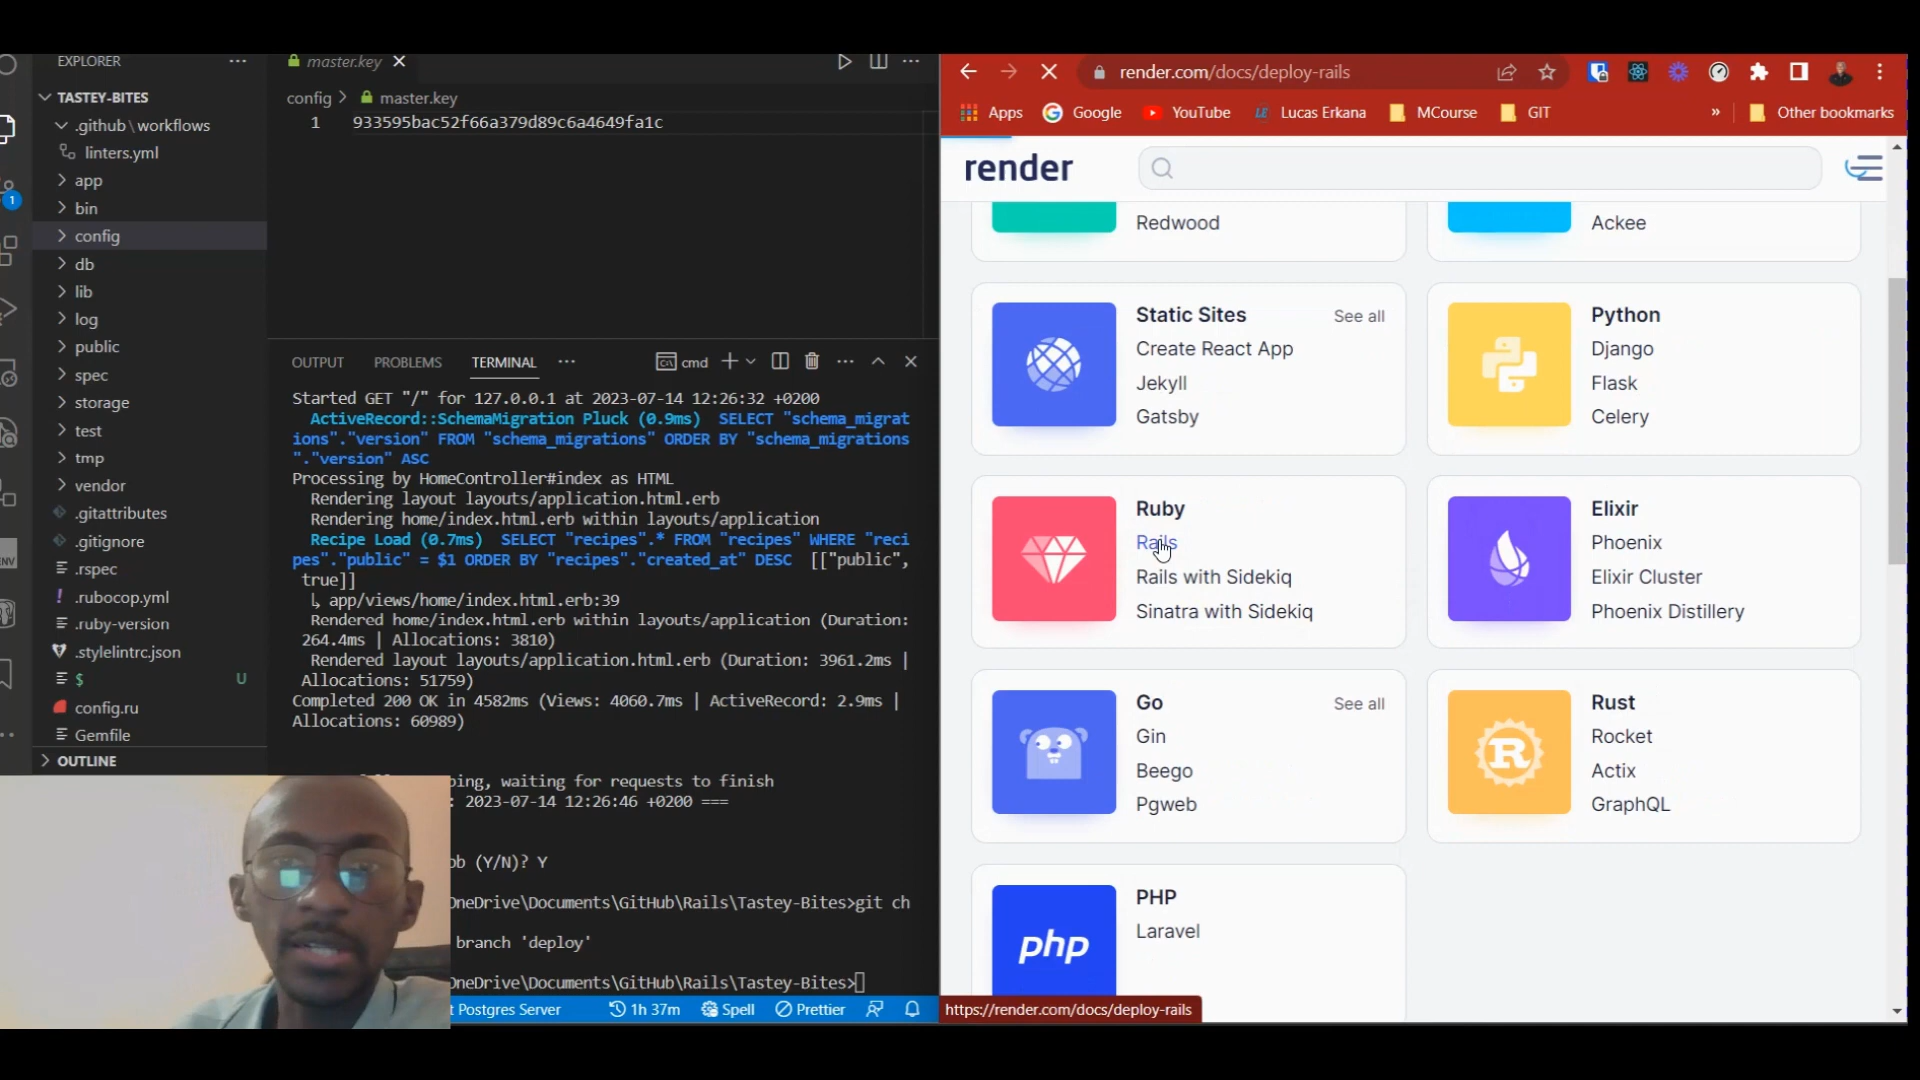 EXPLORER
TASTEY-BITES
.github\workflows
linters.yml
app
bin
config
db
lib
log
public
spec
storage
test
tmp
vendor
.gitattributes
.gitignore
.rspec
.rubocop.yml
.ruby-version
.stylelintrc.json
$ U
config.ru
Gemfile
OUTLINE
1
ENV
master.key
config > master.key
1 933595bac52f66a379d89c6a4649fa1c
OUTPUT PROBLEMS TERMINAL cmd
Started GET "/" for 127.0.0.1 at 2023-07-14 12:26:32 +0200
ActiveRecord::SchemaMigration Pluck (0.9ms) SELECT "schema_migrat
ions"."version" FROM "schema_migrations" ORDER BY "schema_migrations
"."version" ASC
Processing by HomeController#index as HTML
Rendering layout layouts/application.html.erb
Rendering home/index.html.erb within layouts/application
Recipe Load (0.7ms) SELECT "recipes".* FROM "recipes" WHERE "reci
pes"."public" = $1 ORDER BY "recipes"."created_at" DESC [["public",
true]]
↳ app/views/home/index.html.erb:39
Rendered home/index.html.erb within layouts/application (Duration:
264.4ms | Allocations: 3810)
Rendered layout layouts/application.html.erb (Duration: 3961.2ms |
Allocations: 51759)
Completed 200 OK in 4582ms (Views: 4060.7ms | ActiveRecord: 2.9ms |
Allocations: 60989)
ping, waiting for requests to finish
: 2023-07-14 12:26:46 +0200 ===
ob (Y/N)? Y
OneDrive\Documents\GitHub\Rails\Tastey-Bites>git ch
branch 'deploy'
OneDrive\Documents\GitHub\Rails\Tastey-Bites>
t Postgres Server 1h 37m Spell Prettier
render.com/docs/deploy-rails
Apps Google YouTube Lucas Erkana MCourse GIT » Other bookmarks
render
Redwood
Ackee
Static Sites See all
Create React App
Jekyll
Gatsby
Python
Django
Flask
Celery
Ruby
Rails
Rails with Sidekiq
Sinatra with Sidekiq
Elixir
Phoenix
Elixir Cluster
Phoenix Distillery
Go See all
Gin
Beego
Pgweb
Rust
Rocket
Actix
GraphQL
R
php
PHP
Laravel
https://render.com/docs/deploy-rails